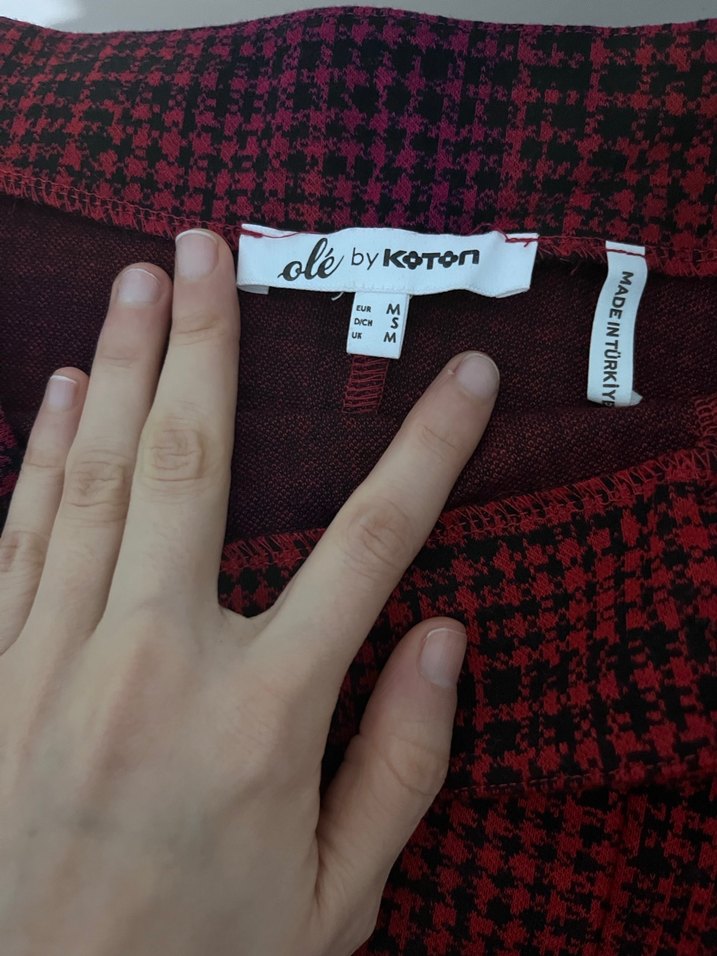 olé by KOTON
EUR M
D/CH S
UK M
MADE IN TÜRKİYE